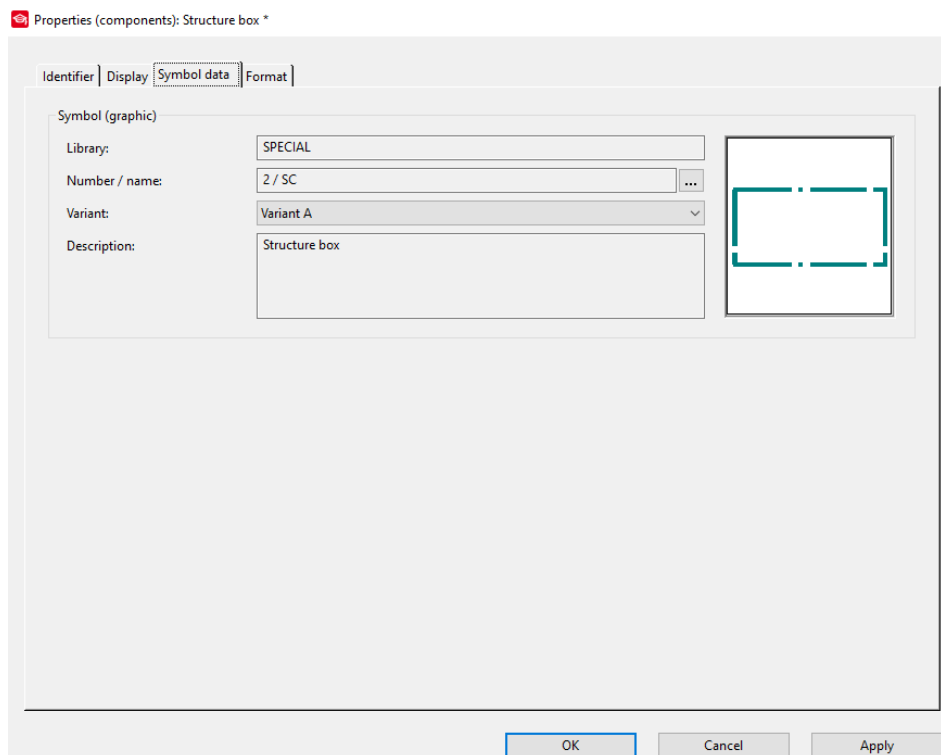 Properties (components): Structure box *
Identifier Display Symbol data Format
Symbol (graphic)
Library: SPECIAL
Number / name: 2 / SC ...
Variant: Variant A
Description: Structure box
OK Cancel Apply